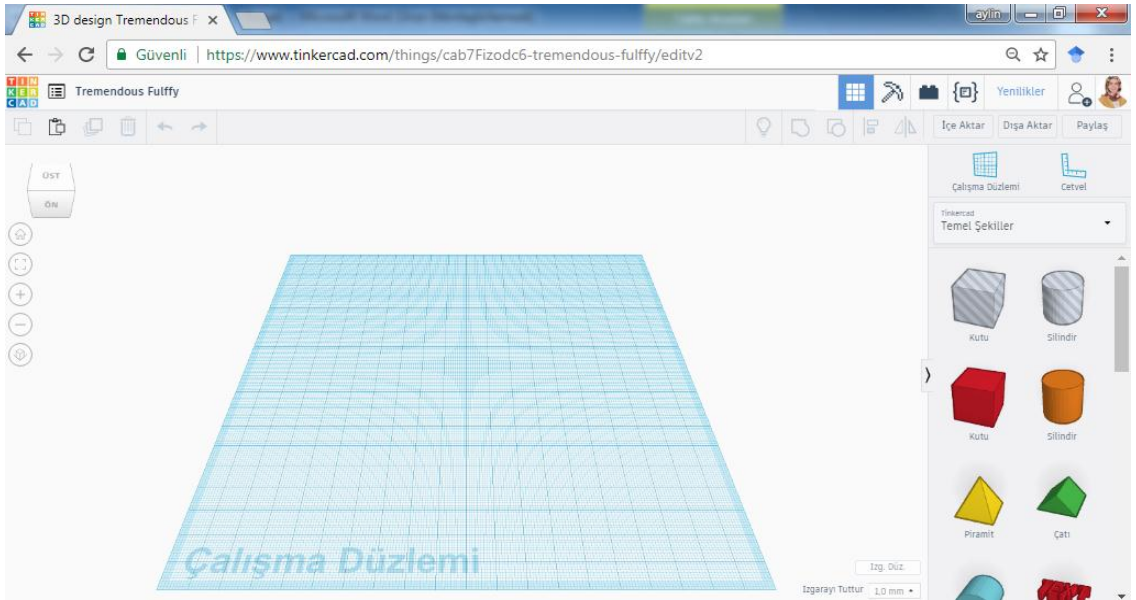 3D design Tremendous F
aylin
Güvenli | https://www.tinkercad.com/things/cab7Fizodc6-tremendous-fulffy/editv2
TIN
KER
CAD
Tremendous Fulffy
Yenilikler
İçe Aktar
Dışa Aktar
Paylaş
ÜST
ÖN
Çalışma Düzlemi
Cetvel
Tinkercad
Temel Şekiller
Kutu
Silindir
Kutu
Silindir
Piramit
Çatı
TEXT
Çalışma Düzlemi
Izg. Düz.
Izgarayı Tuttur
1,0 mm